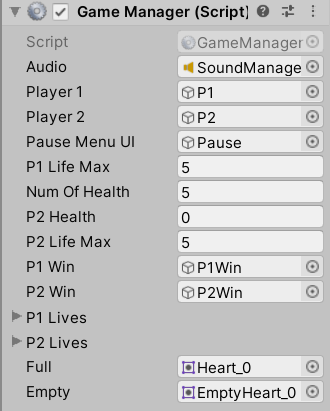 Game Manager (Script)
Script GameManager
Audio SoundManage
Player 1 P1
Player 2 P2
Pause Menu UI Pause
P1 Life Max 5
Num Of Health 5
P2 Health 0
P2 Life Max 5
P1 Win P1Win
P2 Win P2Win
P1 Lives
P2 Lives
Full Heart_0
Empty EmptyHeart_0